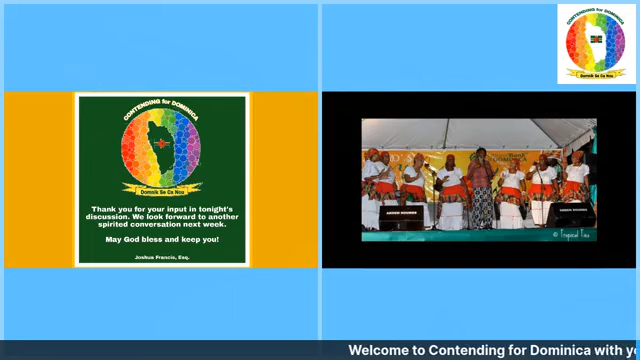 CONTENDING for DOMINICA
Domnik Se Ca Nou
CONTENDING for DOMINICA
Domnik Se Ca Nou
Thank you for your input in tonight's
discussion. We look forward to another
spirited conversation next week.
May God bless and keep you!
Joshua Francis, Esq.
© Tropical Ties
Welcome to Contending for Dominica with yo